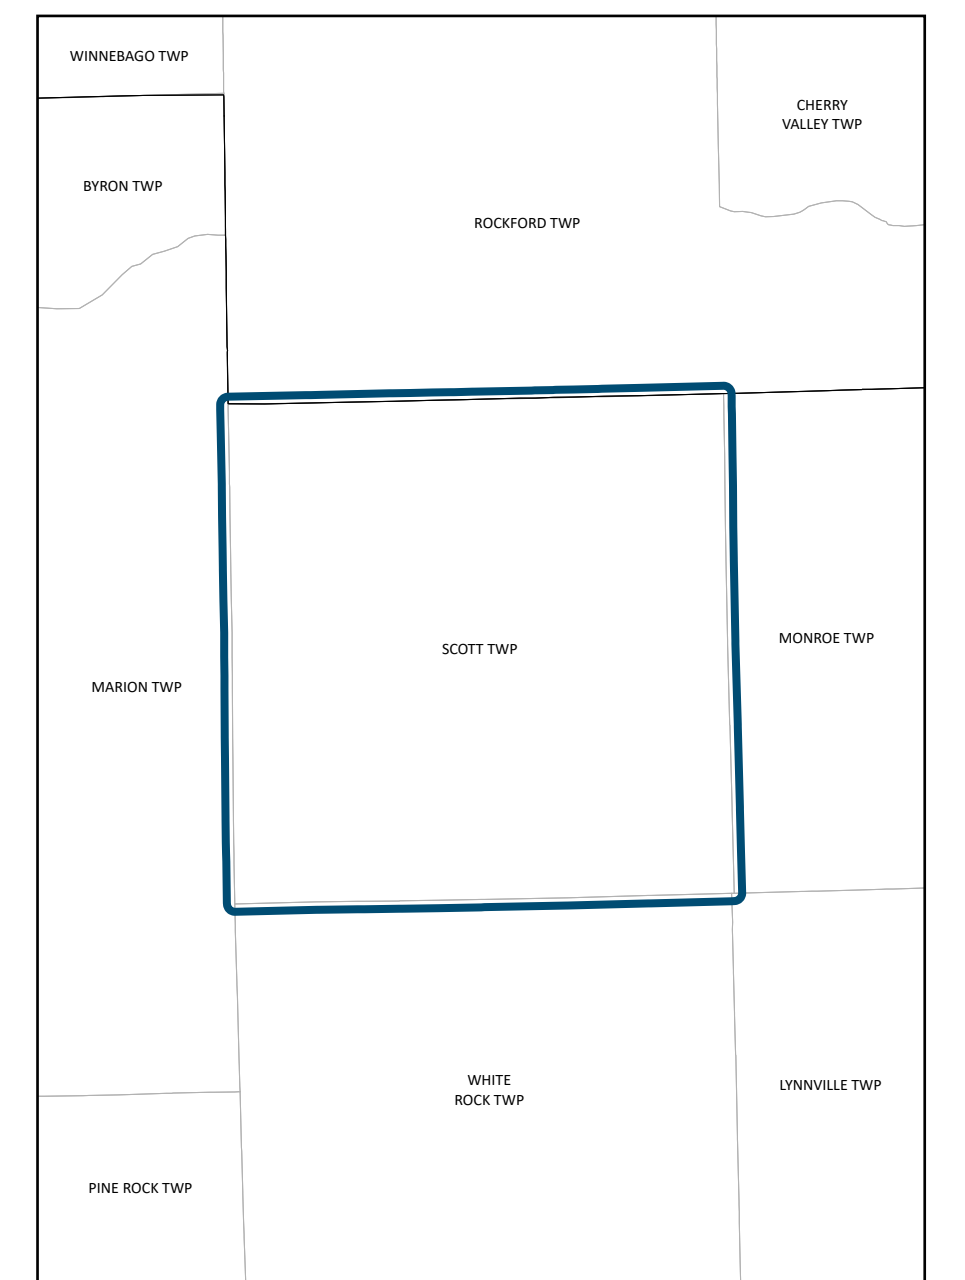 WINNEBAGO TWP
CHERRY
VALLEY TWP
BYRON TWP
ROCKFORD TWP
SCOTT TWP
MONROE TWP
MARION TWP
WHITE
ROCK TWP
LYNNVILLE TWP
PINE ROCK TWP